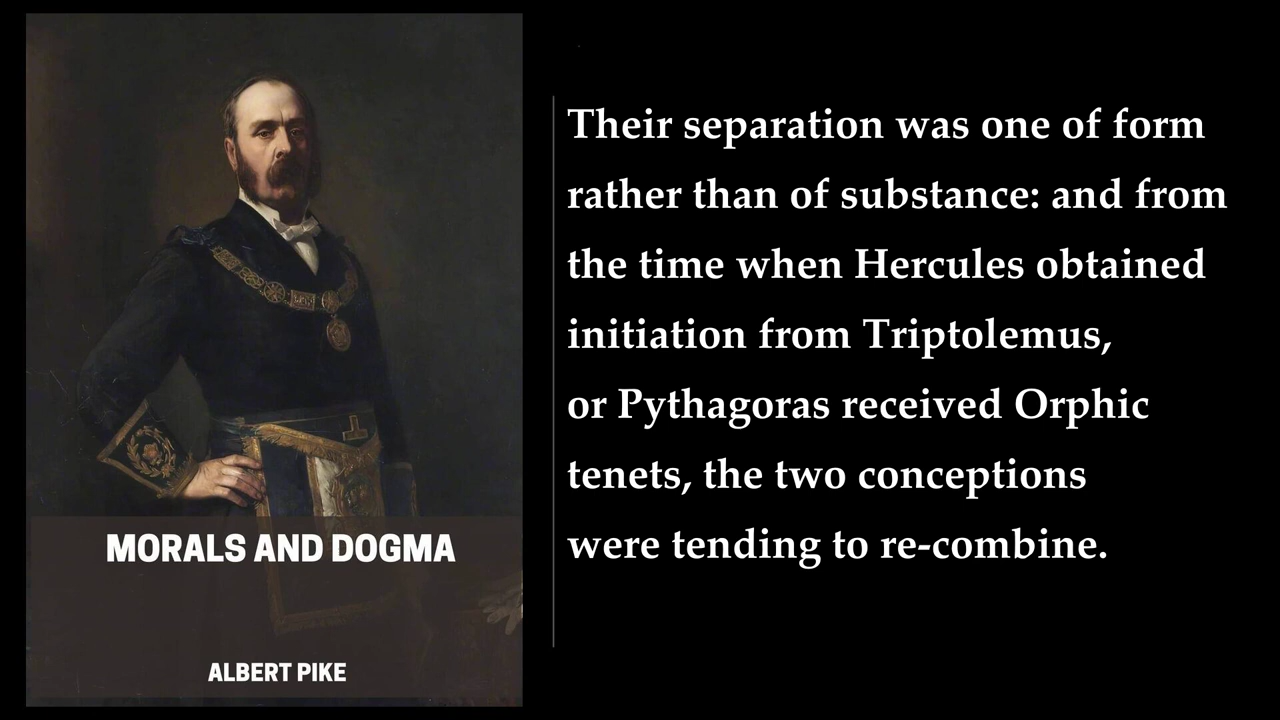 MORALS AND DOGMA
ALBERT PIKE
Their separation was one of form
rather than of substance: and from
the time when Hercules obtained
initiation from Triptolemus,
or Pythagoras received Orphic
tenets, the two conceptions
were tending to re-combine.